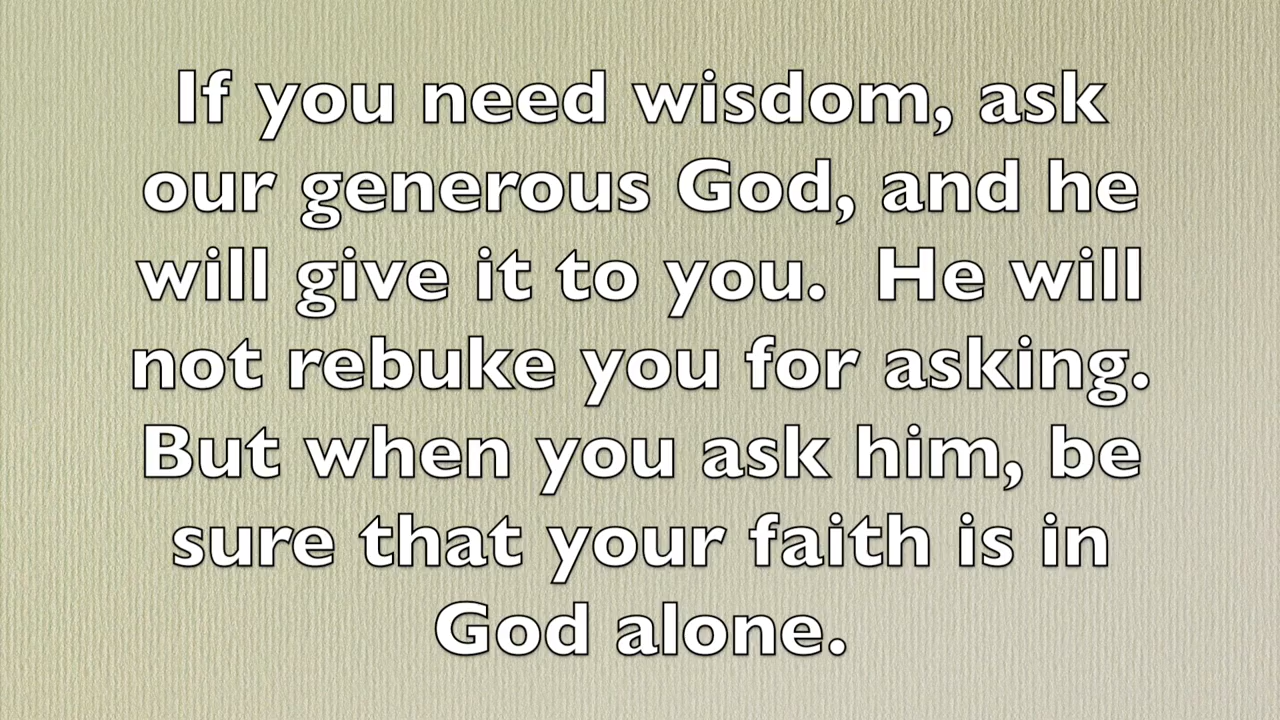 If you need wisdom, ask
our generous God, and he
will give it to you.  He will
not rebuke you for asking.
But when you ask him, be
sure that your faith is in
God alone.